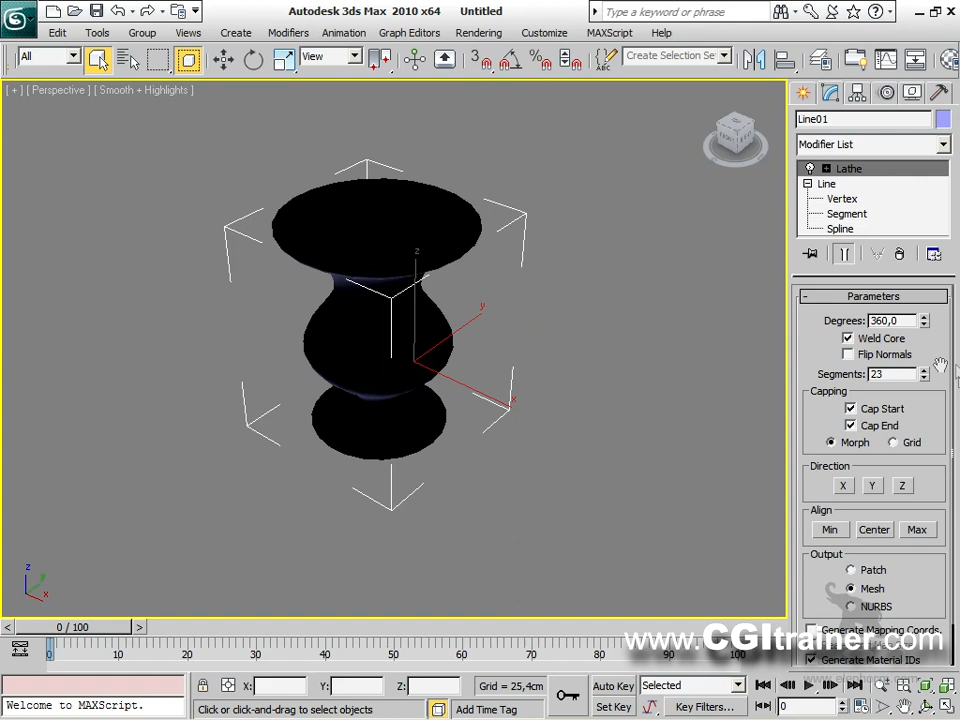 Autodesk 3ds Max 2010 x64 Untitled
Type a keyword or phrase
Edit Tools Group Views Create Modifiers Animation Graph Editors Rendering Customize MAXScript Help
All
View
3
Create Selection Se
[ + ] [ Perspective ] [ Smooth + Highlights ]
Line01
Modifier List
Lathe
Line
Vertex
Segment
Spline
Parameters
Degrees: 360,0
Weld Core
Flip Normals
Segments: 23
Capping
Cap Start
Cap End
Morph Grid
Direction
X Y Z
Align
Min Center Max
Output
Patch
Mesh
NURBS
Generate Mapping Coords.
Generate Material IDs
z
y
x
z
x
0 / 100
0 10 20 30 40 50 60 70 80 90 100
www.CGItrainer.com
X: Y: Z: Grid = 25,4cm
Auto Key Selected
Welcome to MAXScript.
Click or click-and-drag to select objects
Add Time Tag
Set Key Key Filters...
0